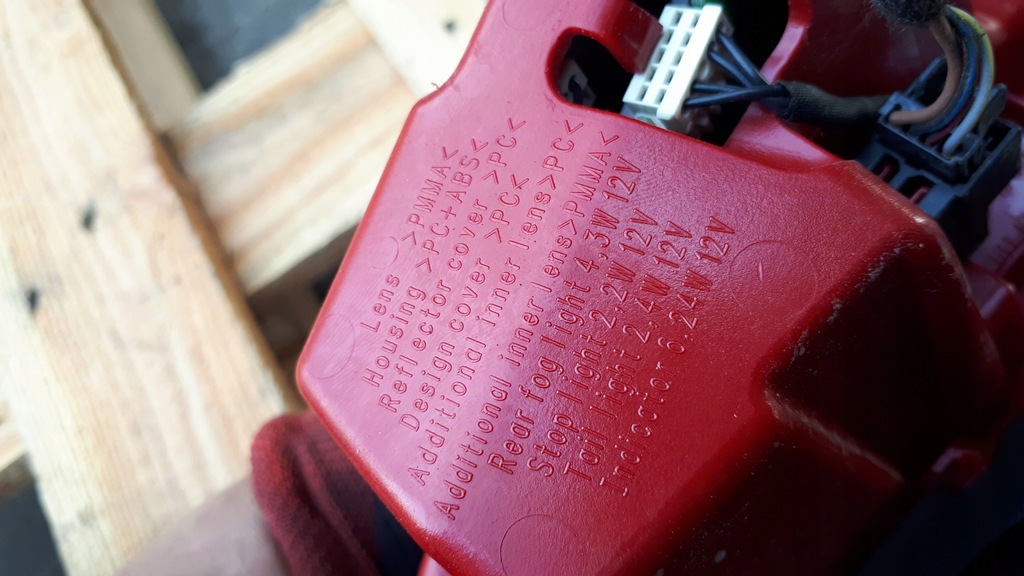 Lens >PMMA<
Housing >PC+ABS<
Reflector cover >PC<
Design cover >PC<
Additional inner lens>PC<
Additional inner lens>PMMA<
Rear fog light 4,3W 12V
Stop light 2,2W 12V
Tail light 2,4W 12V
Indictor 6.24W 12V